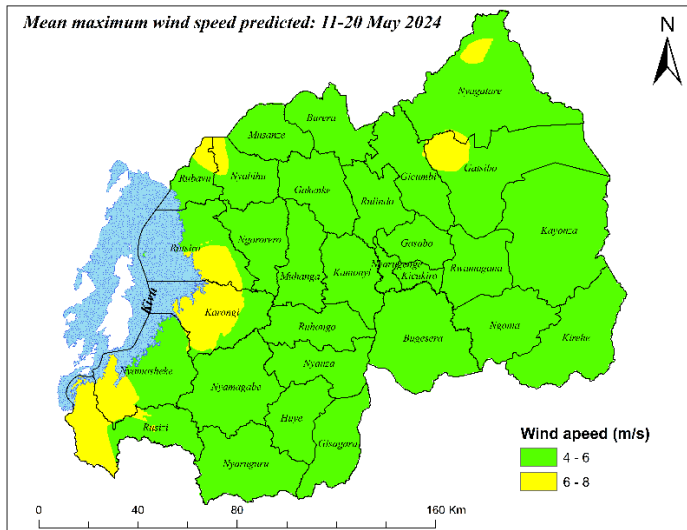 Mean maximum wind speed predicted: 11-20 May 2024
N
Nyagatare
Burera
Musanze
Rubavu
Nyabihu
Gakenke
Rulindo
Gicumbi
Gatsibo
Kayonza
Rutsiro
Ngororero
Gasabo
Nyarugenge
Kicukiro
Rwamagana
Muhanga
Kamonyi
Kivu
Karongi
Ruhango
Bugesera
Ngoma
Kirehe
Nyanza
Nyamasheke
Nyamagabe
Huye
Gisagara
Rusizi
Nyaruguru
Wind apeed (m/s)
4 - 6
6 - 8
0 40 80 160 Km